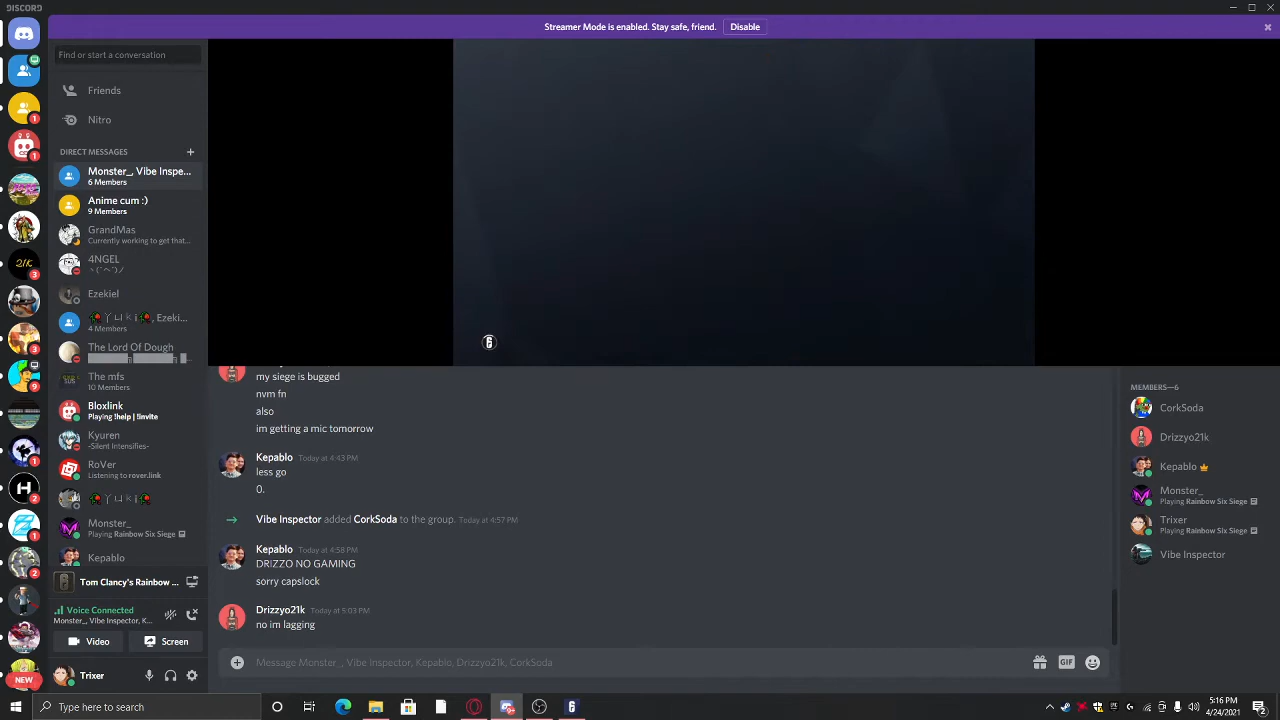 DISCORD
Streamer Mode is enabled. Stay safe, friend.
Disable
Find or start a conversation
Friends
Nitro
DIRECT MESSAGES
Monster_, Vibe Inspe...
6 Members
Anime cum :)
9 Members
GrandMas
Currently working to get that...
4NGEL
Ezekiel
, Ezeki...
4 Members
The Lord Of Dough
The mfs
10 Members
Bloxlink
Playing !help | !invite
Kyuren
-Silent Intensifies-
RoVer
Listening to rover.link
Monster_
Playing Rainbow Six Siege
Kepablo
Tom Clancy's Rainbow ...
Voice Connected
Monster_, Vibe Inspector, K...
Video
Screen
Trixer
NEW
my siege is bugged
nvm fn
also
im getting a mic tomorrow
Kepablo Today at 4:43 PM
less go
0.
Vibe Inspector added CorkSoda to the group. Today at 4:57 PM
Kepablo Today at 4:58 PM
DRIZZO NO GAMING
sorry capslock
Drizzyo21k Today at 5:03 PM
no im lagging
Message Monster_, Vibe Inspector, Kepablo, Drizzyo21k, CorkSoda
GIF
MEMBERS—6
CorkSoda
Drizzyo21k
Kepablo
Monster_
Playing Rainbow Six Siege
Trixer
Playing Rainbow Six Siege
Vibe Inspector
Type here to search
5:16 PM
4/24/2021